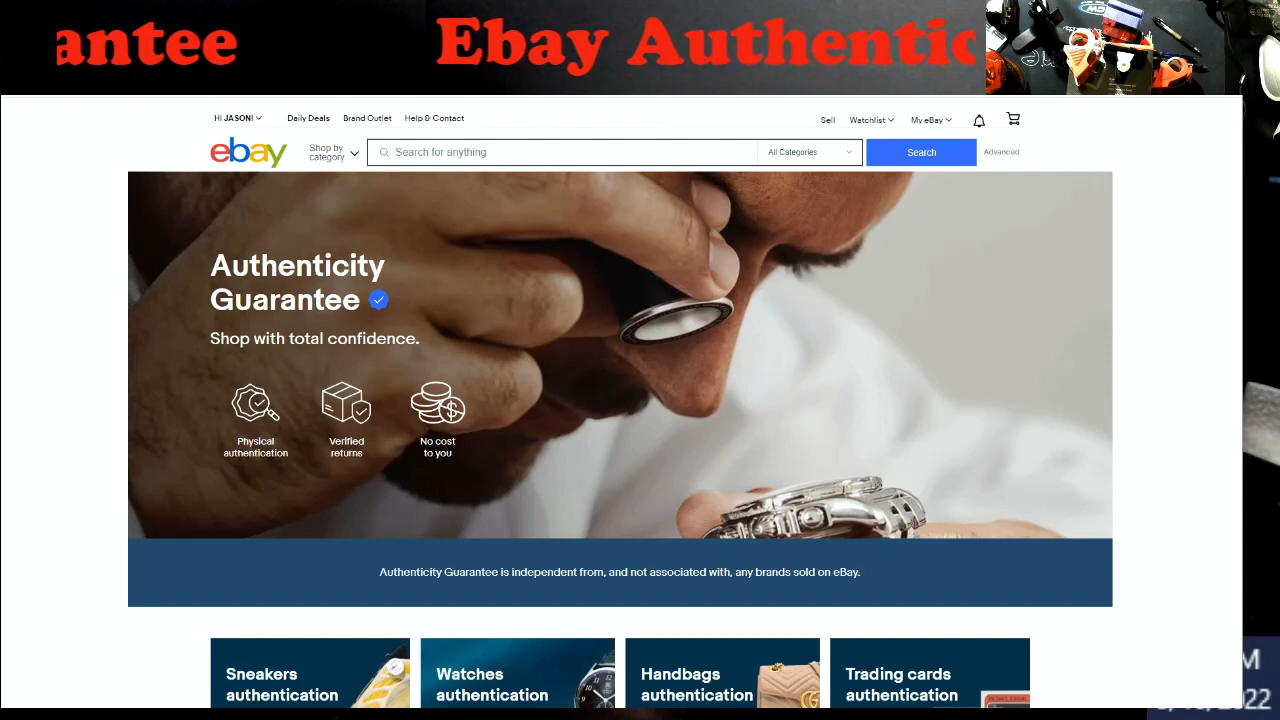 antee Ebay Authentic
Hi JASON!
Daily Deals
Brand Outlet
Help & Contact
Sell
Watchlist
My eBay
ebay
Shop by
category
Search for anything
All Categories
Search
Advanced
Authenticity
Guarantee
Shop with total confidence.
Physical
authentication
Verified
returns
No cost
to you
Authenticity Guarantee is independent from, and not associated with, any brands sold on eBay.
Sneakers
authentication
Watches
authentication
Handbags
authentication
Trading cards
authentication
M
2022